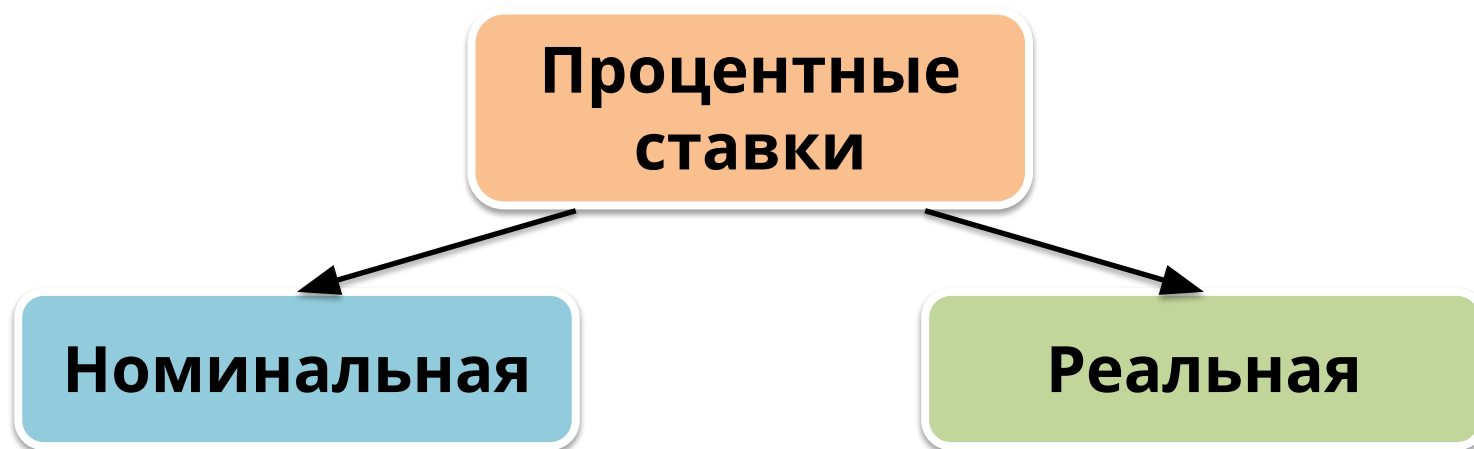 Процентные
ставки
Номинальная
Реальная